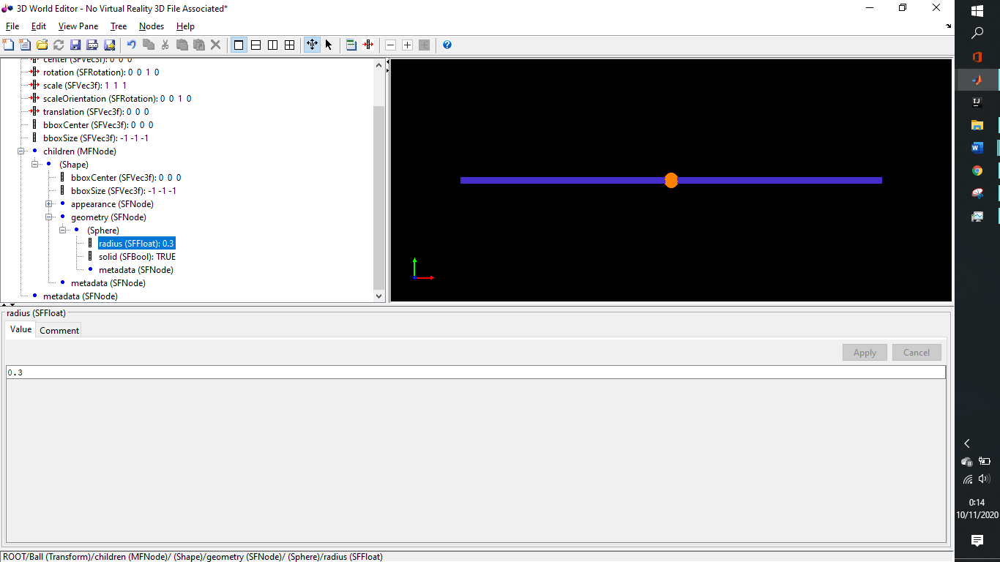 3D World Editor - No Virtual Reality 3D File Associated*
File Edit View Pane Tree Nodes Help
center (SFVec3f): 0 0 0
rotation (SFRotation): 0 0 1 0
scale (SFVec3f): 1 1 1
scaleOrientation (SFRotation): 0 0 1 0
translation (SFVec3f): 0 0 0
bboxCenter (SFVec3f): 0 0 0
bboxSize (SFVec3f): -1 -1 -1
children (MFNode)
(Shape)
bboxCenter (SFVec3f): 0 0 0
bboxSize (SFVec3f): -1 -1 -1
appearance (SFNode)
geometry (SFNode)
(Sphere)
radius (SFFloat): 0.3
solid (SFBool): TRUE
metadata (SFNode)
metadata (SFNode)
metadata (SFNode)
radius (SFFloat)
Value Comment
Apply Cancel
0.3
ROOT/Ball (Transform)/children (MFNode)/ (Shape)/geometry (SFNode)/ (Sphere)/radius (SFFloat)
IJ
W
0:14
10/11/2020